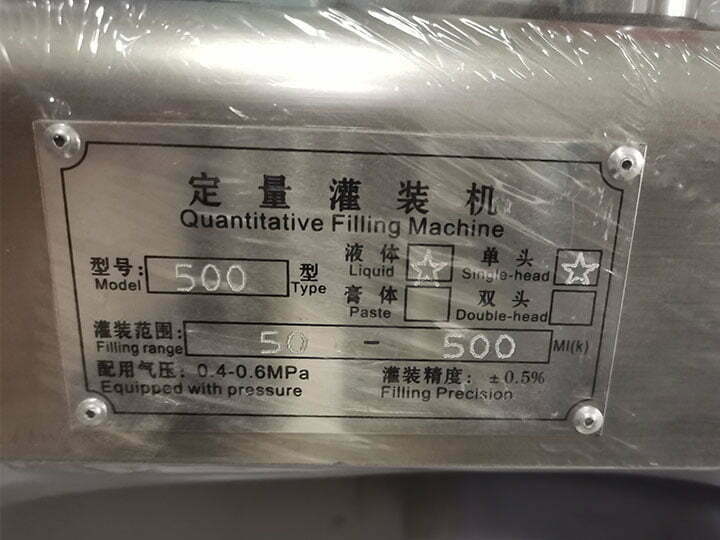 定量灌装机
Quantitative Filling Machine
型号: 500 型
Model Type
液体 ☆ 单头 ☆
Liquid Single-head
膏体 双头
Paste Double-head
灌装范围: 50 - 500 Ml(k)
Filling range
配用气压: 0.4-0.6MPa 灌装精度: ±0.5%
Equipped with pressure Filling Precision